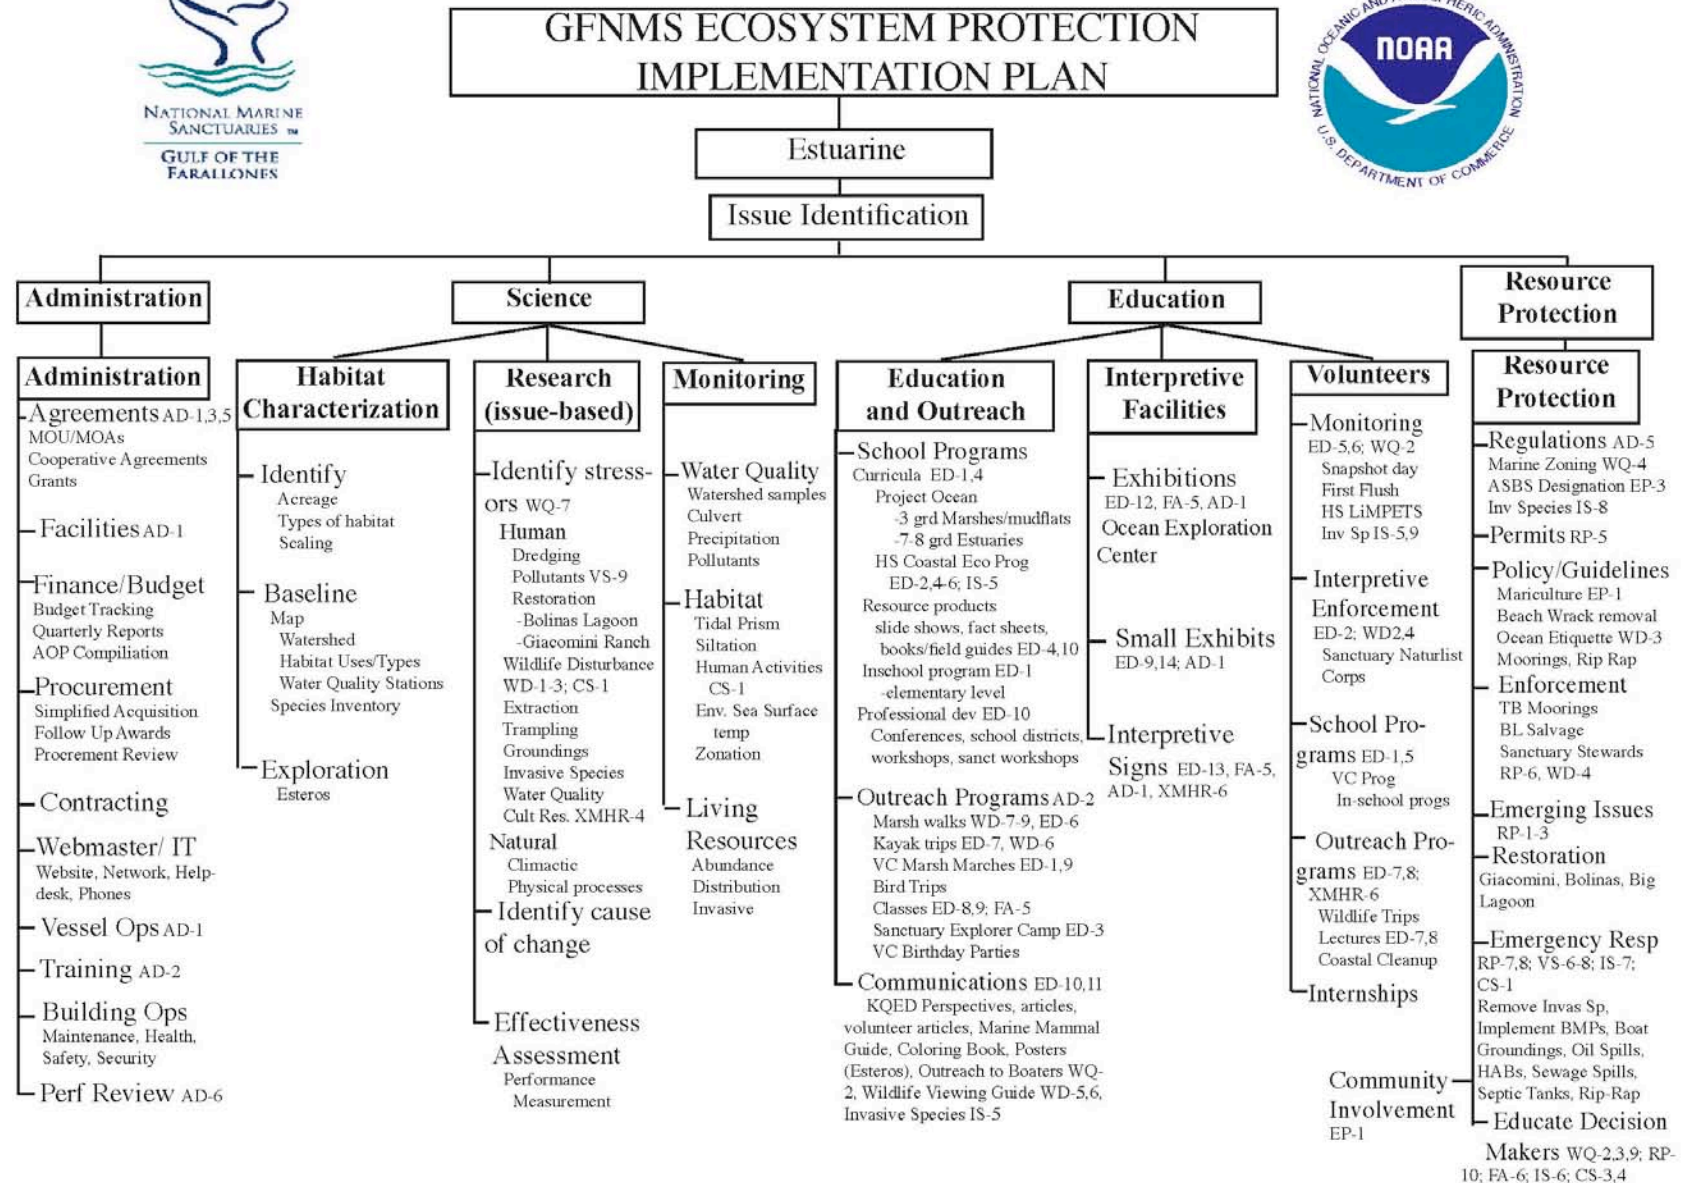 GFNMS ECOSYSTEM PROTECTION
IMPLEMENTATION PLAN
NATIONAL MARINE
SANCTUARIES ™
GULF OF THE
FARALLONES
NOAA
U.S. DEPARTMENT OF COMMERCE
Estuarine
Issue Identification
Administration
Administration
Agreements AD-1,3,5
MOU/MOAs
Cooperative Agreements
Grants
Facilities AD-1
Finance/Budget
Budget Tracking
Quarterly Reports
AOP Compiliation
Procurement
Simplified Acquisition
Follow Up Awards
Procrement Review
Contracting
Webmaster/ IT
Website, Network, Help-
desk, Phones
Vessel Ops AD-1
Training AD-2
Building Ops
Maintenance, Health,
Safety, Security
Perf Review AD-6
Science
Habitat
Characterization
Identify
Acreage
Types of habitat
Scaling
Baseline
Map
Watershed
Habitat Uses/Types
Water Quality Stations
Species Inventory
Exploration
Esteros
Research
(issue-based)
Identify stress-
ors WQ-7
Human
Dredging
Pollutants VS-9
Restoration
-Bolinas Lagoon
-Giacomini Ranch
Wildlife Disturbance
WD-1-3; CS-1
Extraction
Trampling
Groundings
Invasive Species
Water Quality
Cult Res. XMHR-4
Natural
Climactic
Physical processes
Identify cause
of change
Effectiveness
Assessment
Performance
Measurement
Monitoring
Water Quality
Watershed samples
Culvert
Precipitation
Pollutants
Habitat
Tidal Prism
Siltation
Human Activities
CS-1
Env. Sea Surface
temp
Zonation
Living
Resources
Abundance
Distribution
Invasive
Education
Education
and Outreach
School Programs
Curricula ED-1,4
Project Ocean
-3 grd Marshes/mudflats
-7-8 grd Estuaries
HS Coastal Eco Prog
ED-2,4-6; IS-5
Resource products
slide shows, fact sheets,
books/field guides ED-4,10
Inschool program ED-1
-elementary level
Professional dev ED-10
Conferences, school districts,
workshops, sanct workshops
Outreach Programs AD-2
Marsh walks WD-7-9, ED-6
Kayak trips ED-7, WD-6
VC Marsh Marches ED-1,9
Bird Trips
Classes ED-8,9; FA-5
Sanctuary Explorer Camp ED-3
VC Birthday Parties
Communications ED-10,11
KQED Perspectives, articles,
volunteer articles, Marine Mammal
Guide, Coloring Book, Posters
(Esteros), Outreach to Boaters WQ-
2, Wildlife Viewing Guide WD-5,6,
Invasive Species IS-5
Interpretive
Facilities
Exhibitions
ED-12, FA-5, AD-1
Ocean Exploration
Center
Small Exhibits
ED-9,14; AD-1
Interpretive
Signs ED-13, FA-5,
AD-1, XMHR-6
Volunteers
Monitoring
ED-5,6; WQ-2
Snapshot day
First Flush
HS LiMPETS
Inv Sp IS-5,9
Interpretive
Enforcement
ED-2; WD2,4
Sanctuary Naturlist
Corps
School Pro-
grams ED-1,5
VC Prog
In-school progs
Outreach Pro-
grams ED-7,8;
XMHR-6
Wildlife Trips
Lectures ED-7,8
Coastal Cleanup
Internships
Resource
Protection
Resource
Protection
Regulations AD-5
Marine Zoning WQ-4
ASBS Designation EP-3
Inv Species IS-8
Permits RP-5
Policy/Guidelines
Mariculture EP-1
Beach Wrack removal
Ocean Etiquette WD-3
Moorings, Rip Rap
Enforcement
TB Moorings
BL Salvage
Sanctuary Stewards
RP-6, WD-4
Emerging Issues
RP-1-3
Restoration
Giacomini, Bolinas, Big
Lagoon
Emergency Resp
RP-7,8; VS-6-8; IS-7;
CS-1
Remove Invas Sp,
Implement BMPs, Boat
Groundings, Oil Spills,
HABs, Sewage Spills,
Septic Tanks, Rip-Rap
Community
Involvement
EP-1
Educate Decision
Makers WQ-2,3,9; RP-
10; FA-6; IS-6; CS-3,4